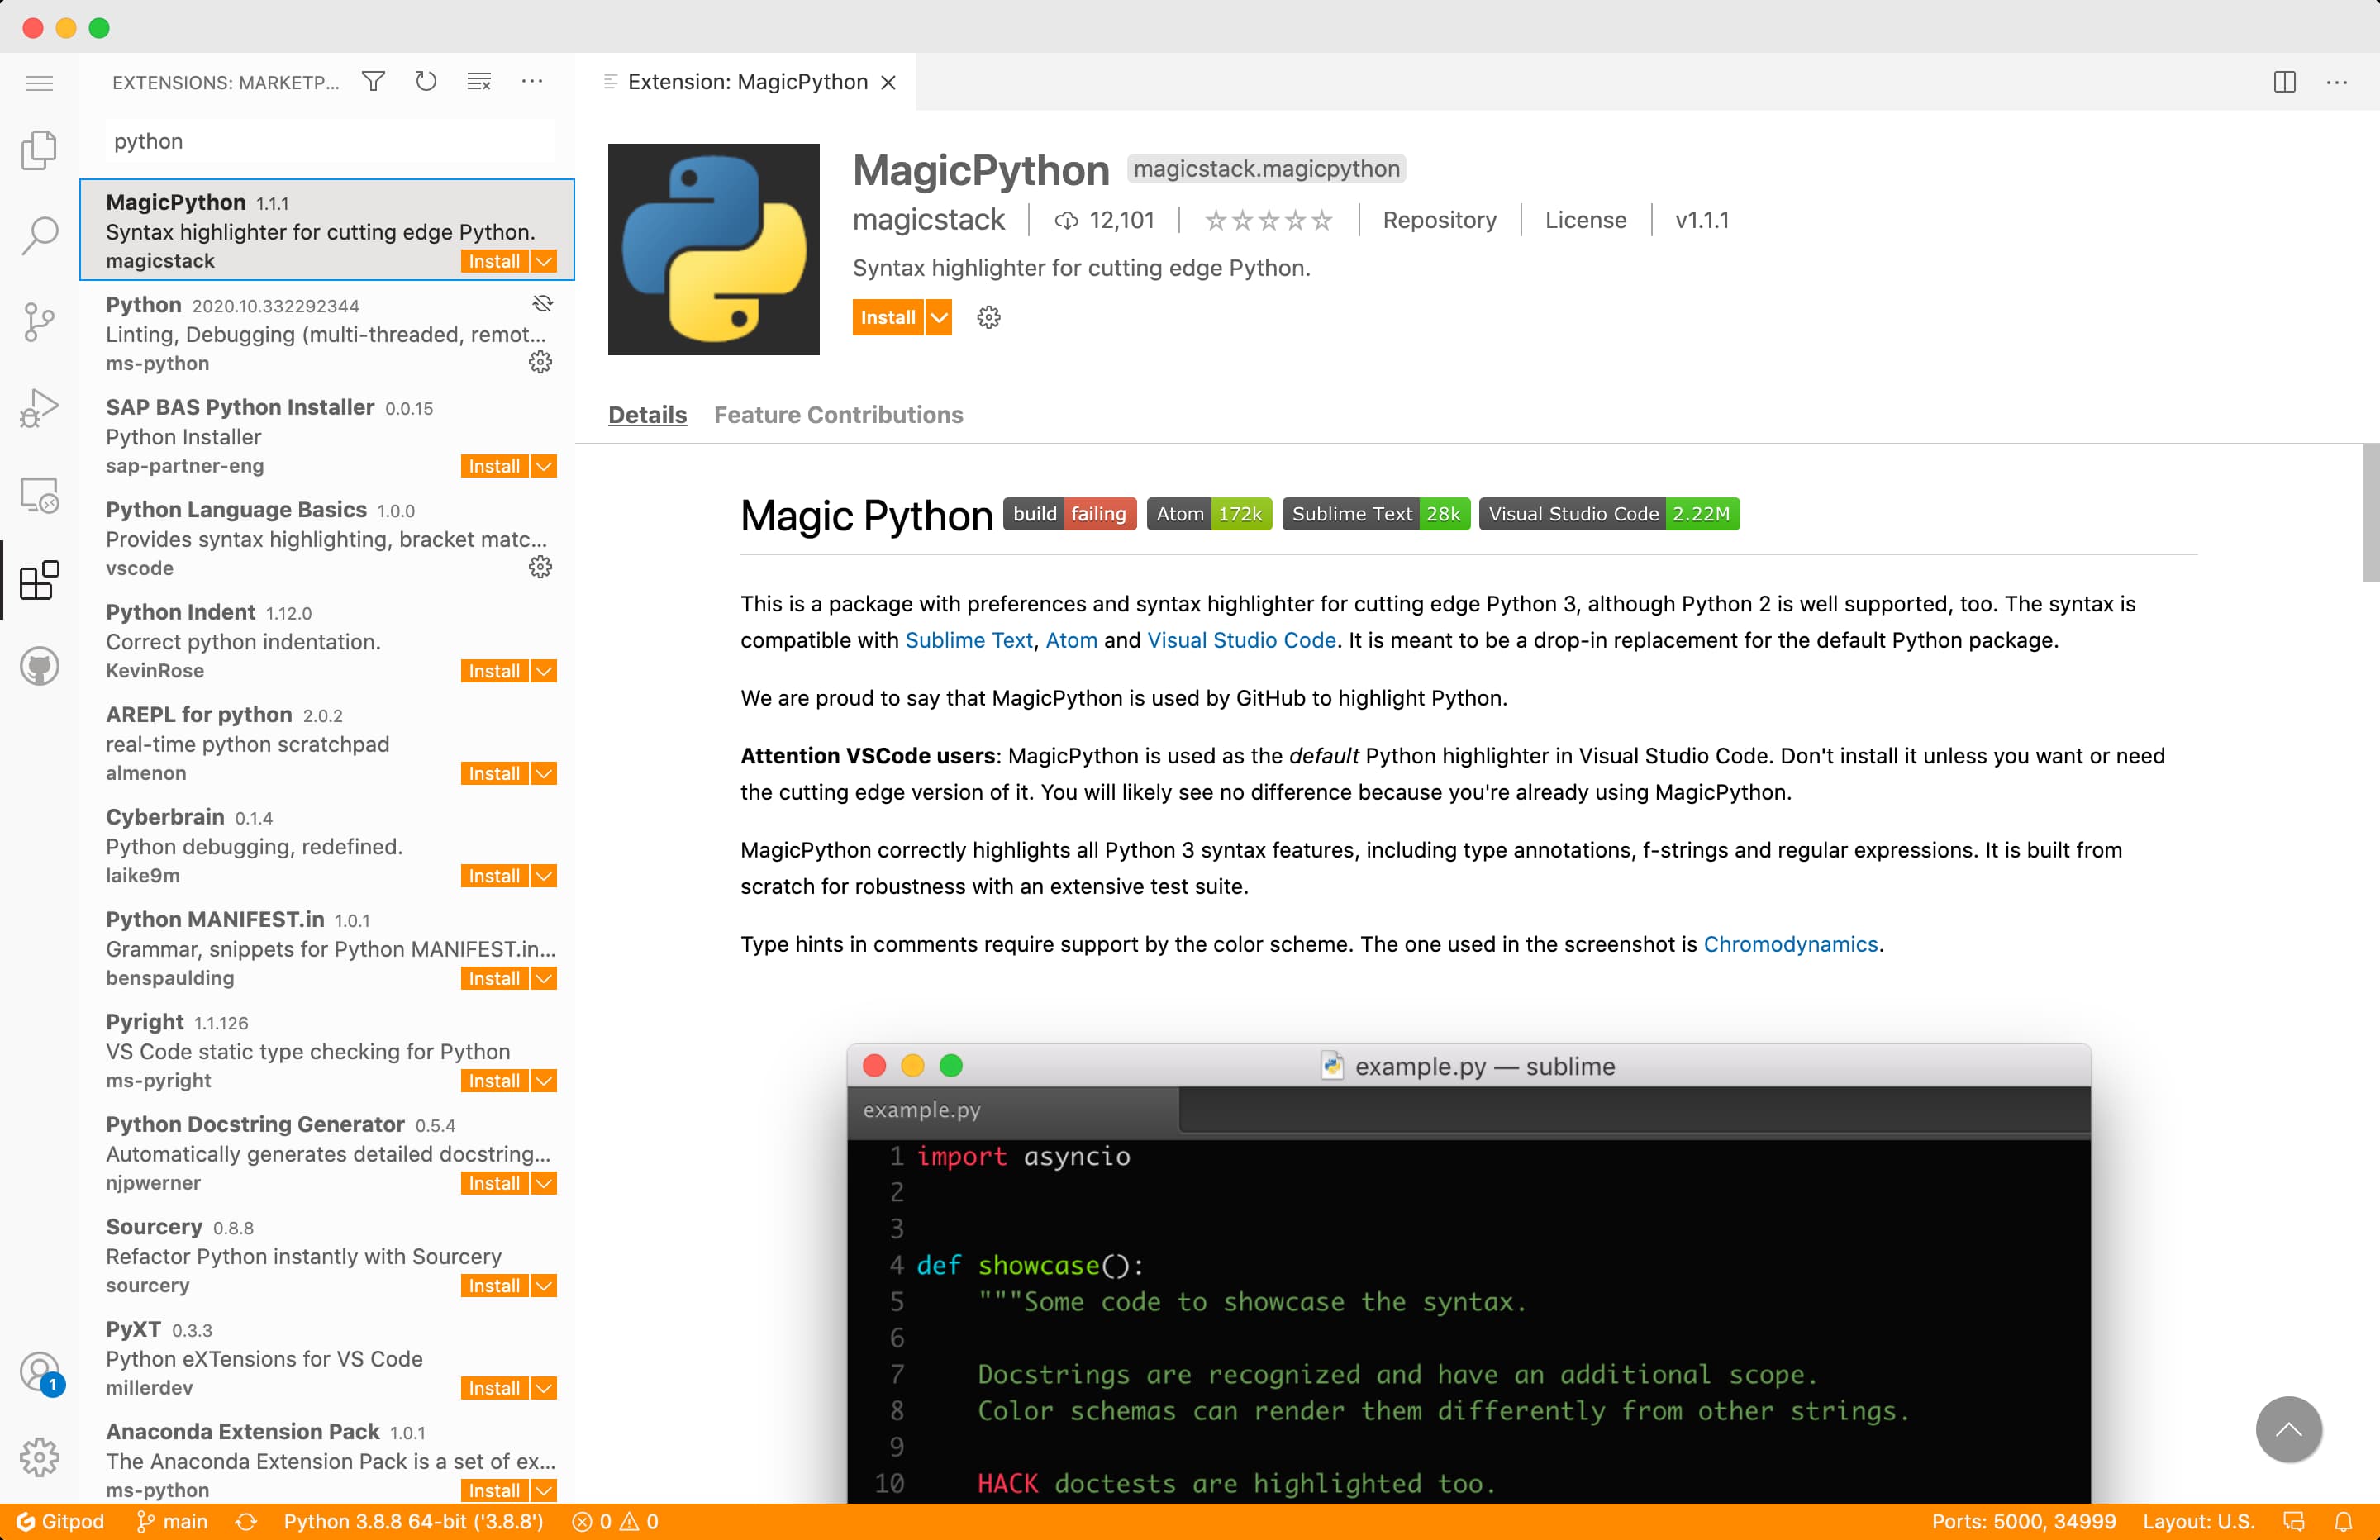 EXTENSIONS: MARKETP...
python
MagicPython 1.1.1
Syntax highlighter for cutting edge Python.
magicstack Install
Python 2020.10.332292344
Linting, Debugging (multi-threaded, remot...
ms-python
SAP BAS Python Installer 0.0.15
Python Installer
sap-partner-eng Install
Python Language Basics 1.0.0
Provides syntax highlighting, bracket matc...
vscode
Python Indent 1.12.0
Correct python indentation.
KevinRose Install
AREPL for python 2.0.2
real-time python scratchpad
almenon Install
Cyberbrain 0.1.4
Python debugging, redefined.
laike9m Install
Python MANIFEST.in 1.0.1
Grammar, snippets for Python MANIFEST.in...
benspaulding Install
Pyright 1.1.126
VS Code static type checking for Python
ms-pyright Install
Python Docstring Generator 0.5.4
Automatically generates detailed docstring...
njpwerner Install
Sourcery 0.8.8
Refactor Python instantly with Sourcery
sourcery Install
PyXT 0.3.3
Python eXTensions for VS Code
millerdev Install
Anaconda Extension Pack 1.0.1
The Anaconda Extension Pack is a set of ex...
ms-python Install
1
Extension: MagicPython
MagicPython magicstack.magicpython
magicstack 12,101 Repository License v1.1.1
Syntax highlighter for cutting edge Python.
Install
Details Feature Contributions
Magic Python build failing Atom 172k Sublime Text 28k Visual Studio Code 2.22M
This is a package with preferences and syntax highlighter for cutting edge Python 3, although Python 2 is well supported, too. The syntax is
compatible with Sublime Text, Atom and Visual Studio Code. It is meant to be a drop-in replacement for the default Python package.
We are proud to say that MagicPython is used by GitHub to highlight Python.
Attention VSCode users: MagicPython is used as the default Python highlighter in Visual Studio Code. Don't install it unless you want or need
the cutting edge version of it. You will likely see no difference because you're already using MagicPython.
MagicPython correctly highlights all Python 3 syntax features, including type annotations, f-strings and regular expressions. It is built from
scratch for robustness with an extensive test suite.
Type hints in comments require support by the color scheme. The one used in the screenshot is Chromodynamics.
example.py — sublime
example.py
1 import asyncio
2
3
4 def showcase():
5 """Some code to showcase the syntax.
6
7 Docstrings are recognized and have an additional scope.
8 Color schemas can render them differently from other strings.
9
10 HACK doctests are highlighted too.
Gitpod main Python 3.8.8 64-bit ('3.8.8') 0 0 Ports: 5000, 34999 Layout: U.S.